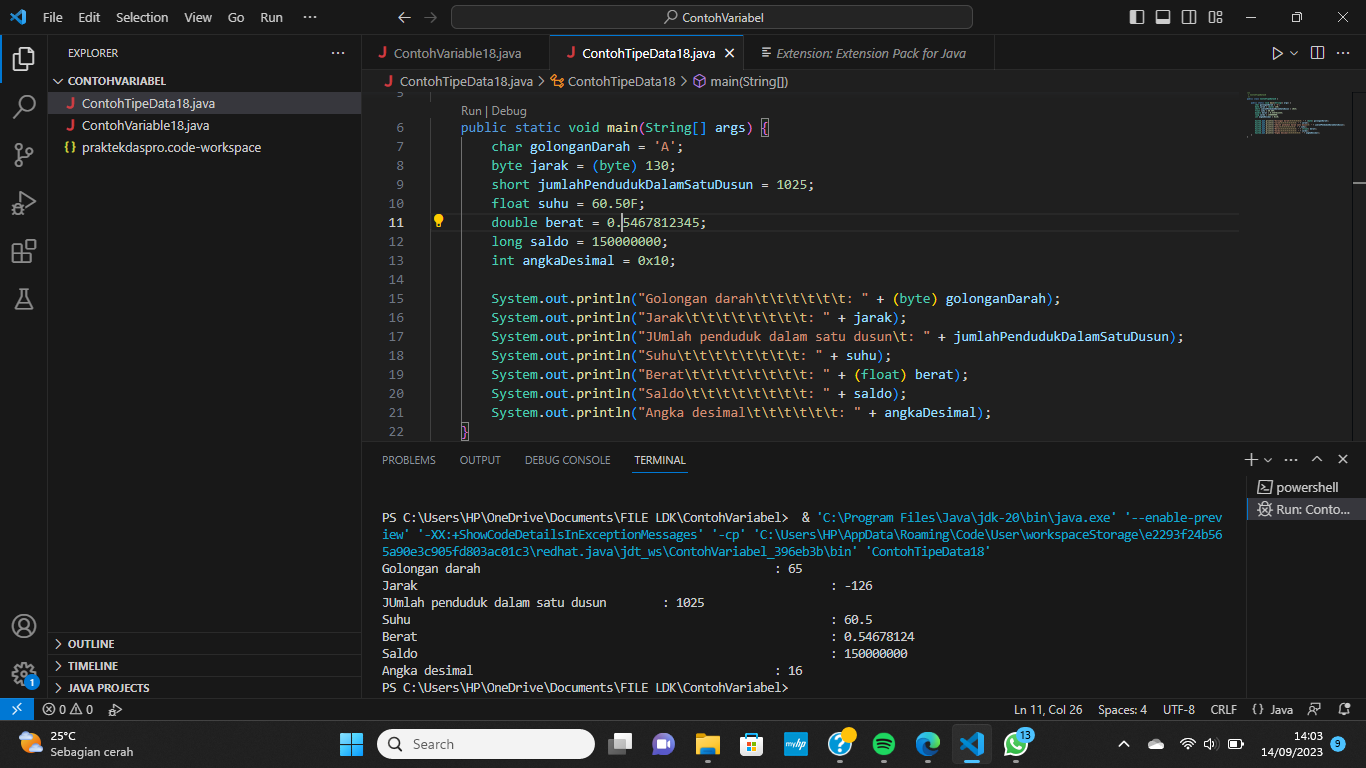 File Edit Selection View Go Run ···
ContohVariabel
EXPLORER
CONTOHVARIABEL
ContohTipeData18.java
ContohVariable18.java
praktekdaspro.code-workspace
OUTLINE
TIMELINE
JAVA PROJECTS
ContohVariable18.java
ContohTipeData18.java
Extension: Extension Pack for Java
ContohTipeData18.java > ContohTipeData18 > main(String[])
5
Run | Debug
6 public static void main(String[] args) {
7 char golonganDarah = 'A';
8 byte jarak = (byte) 130;
9 short jumlahPendudukDalamSatuDusun = 1025;
10 float suhu = 60.50F;
11 double berat = 0.5467812345;
12 long saldo = 150000000;
13 int angkaDesimal = 0x10;
14
15 System.out.println("Golongan darah\t\t\t\t\t\t: " + (byte) golonganDarah);
16 System.out.println("Jarak\t\t\t\t\t\t\t\t: " + jarak);
17 System.out.println("JUmlah penduduk dalam satu dusun\t: " + jumlahPendudukDalamSatuDusun);
18 System.out.println("Suhu\t\t\t\t\t\t\t\t: " + suhu);
19 System.out.println("Berat\t\t\t\t\t\t\t\t: " + (float) berat);
20 System.out.println("Saldo\t\t\t\t\t\t\t\t: " + saldo);
21 System.out.println("Angka desimal\t\t\t\t\t\t: " + angkaDesimal);
22 }
PROBLEMS OUTPUT DEBUG CONSOLE TERMINAL
powershell
Run: Conto...
PS C:\Users\HP\OneDrive\Documents\FILE LDK\ContohVariabel> & 'C:\Program Files\Java\jdk-20\bin\java.exe' '--enable-prev
iew' '-XX:+ShowCodeDetailsInExceptionMessages' '-cp' 'C:\Users\HP\AppData\Roaming\Code\User\workspaceStorage\e2293f24b56
5a90e3c905fd803ac01c3\redhat.java\jdt_ws\ContohVariabel_396eb3b\bin' 'ContohTipeData18'
Golongan darah : 65
Jarak : -126
JUmlah penduduk dalam satu dusun : 1025
Suhu : 60.5
Berat : 0.54678124
Saldo : 150000000
Angka desimal : 16
PS C:\Users\HP\OneDrive\Documents\FILE LDK\ContohVariabel>
1
0 0
Ln 11, Col 26 Spaces: 4 UTF-8 CRLF {} Java
25°C
Sebagian cerah
Search
myhp
13
14:03
14/09/2023
9